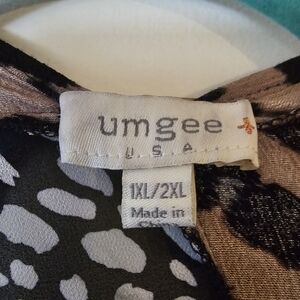 umgee
U S A
1XL/2XL
Made in